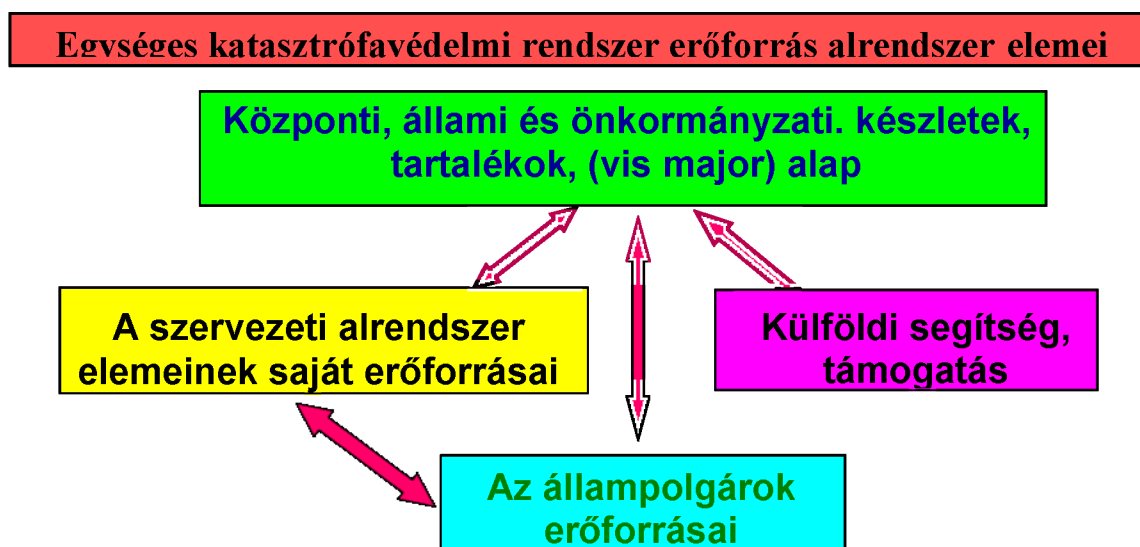 Egységes katasztrófavédelmi rendszer erőforrás alrendszer elemei
Központi, állami és önkormányzati. készletek,
tartalékok, (vis major) alap
A szervezeti alrendszer
elemeinek saját erőforrásai
Külföldi segítség,
támogatás
Az állampolgárok
erőforrásai